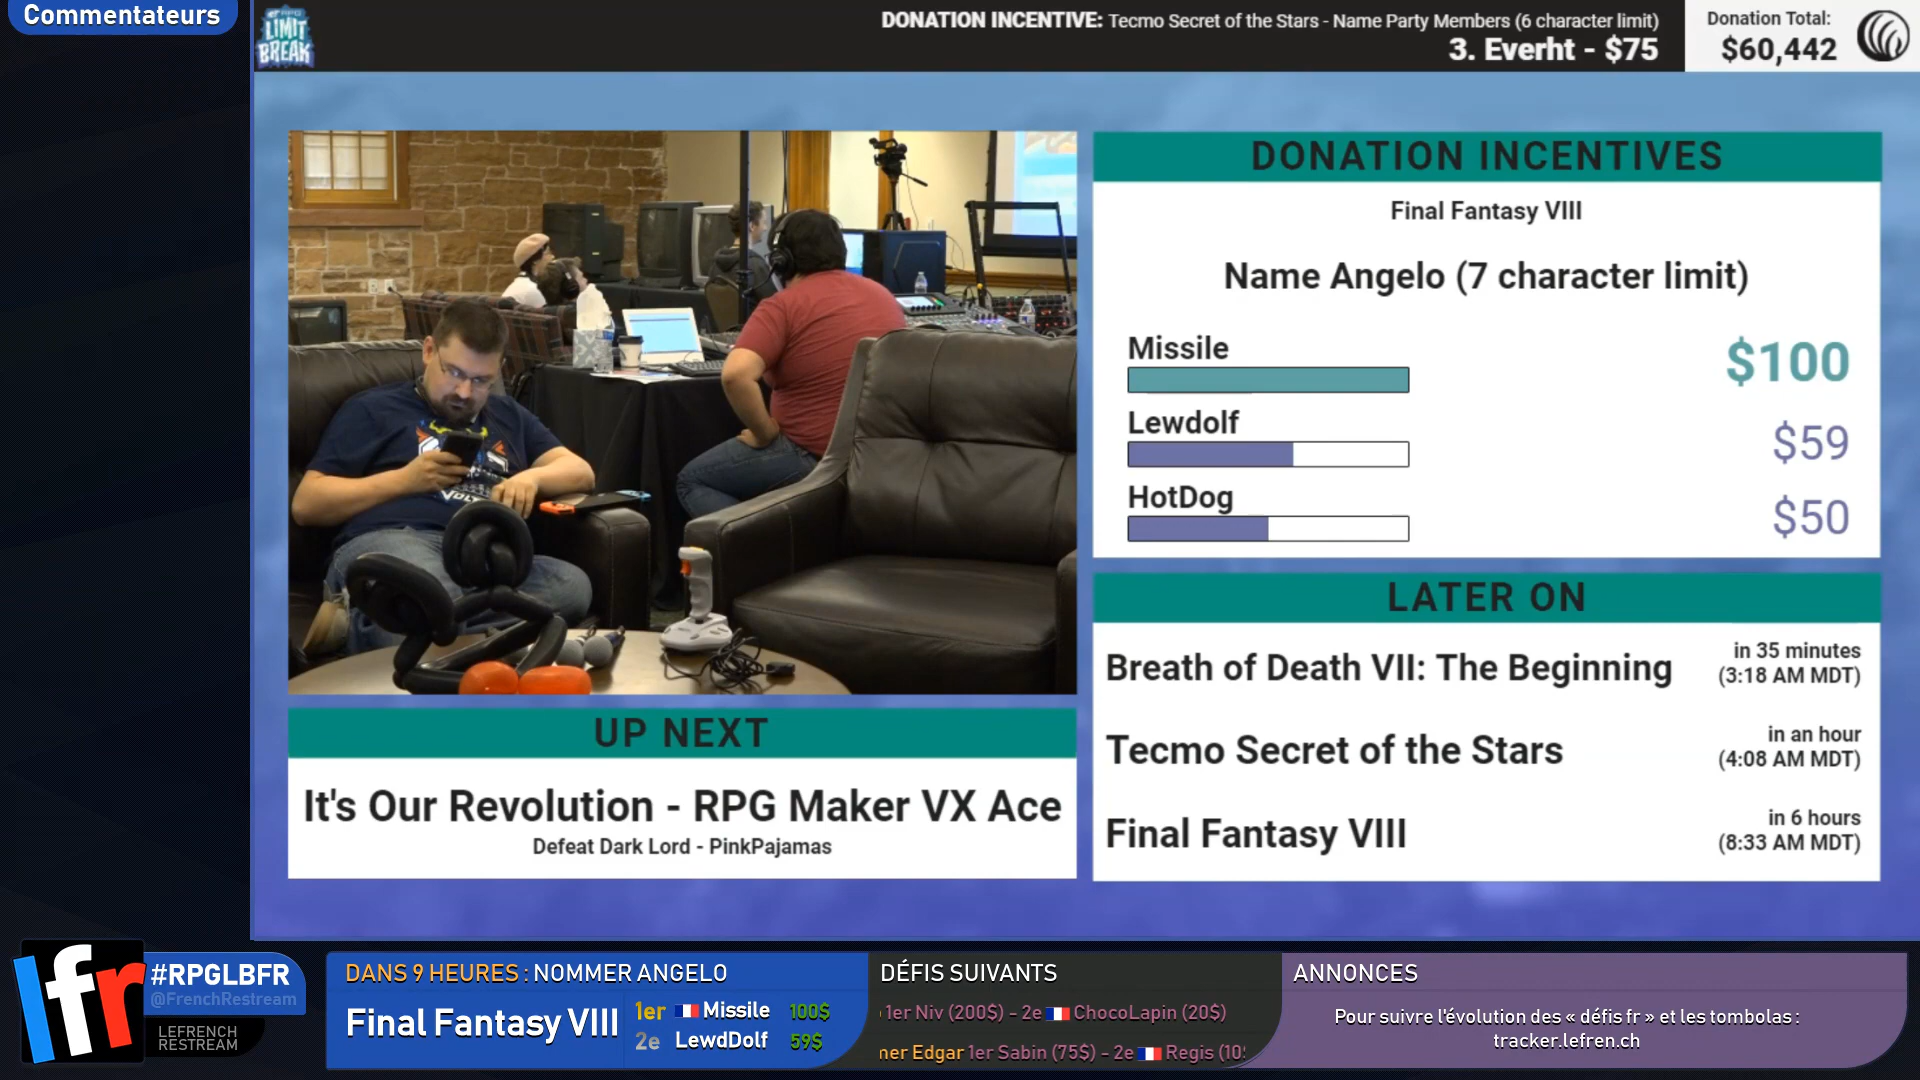 Commentateurs
RPG
LIMIT
BREAK
DONATION INCENTIVE: Tecmo Secret of the Stars - Name Party Members (6 character limit)
3. Everht - $75
Donation Total:
$60,442
DONATION INCENTIVES
Final Fantasy VIII
Name Angelo (7 character limit)
Missile
$100
Lewdolf
$59
HotDog
$50
LATER ON
Breath of Death VII: The Beginning
in 35 minutes
(3:18 AM MDT)
Tecmo Secret of the Stars
in an hour
(4:08 AM MDT)
Final Fantasy VIII
in 6 hours
(8:33 AM MDT)
UP NEXT
It's Our Revolution - RPG Maker VX Ace
Defeat Dark Lord - PinkPajamas
lfr
#RPGLBFR
@FrenchRestream
LEFRENCH
RESTREAM
DANS 9 HEURES : NOMMER ANGELO
Final Fantasy VIII
1er Missile 100$
2e LewdDolf 59$
DÉFIS SUIVANTS
1er Niv (200$) - 2e ChocoLapin (20$)
mer Edgar 1er Sabin (75$) - 2e Regis (10
ANNONCES
Pour suivre l'évolution des « défis fr » et les tombolas :
tracker.lefren.ch